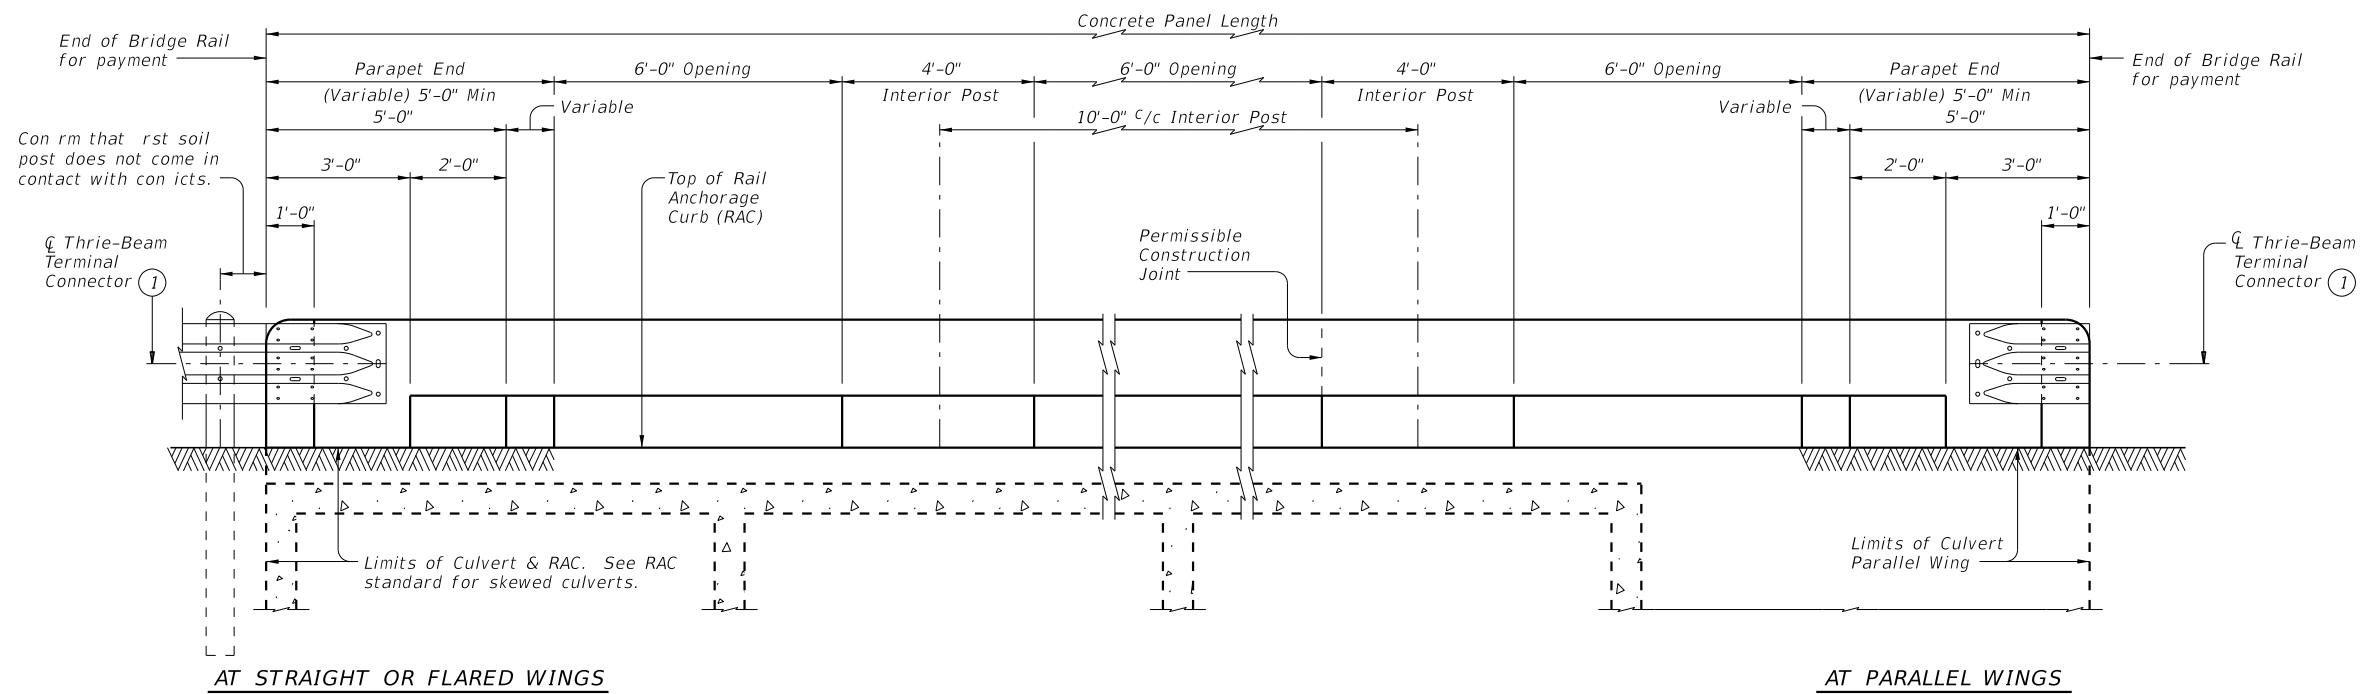 Concrete Panel Length
End of Bridge Rail
for payment
End of Bridge Rail
for payment
Parapet End
(Variable) 5'-0" Min
6'-0" Opening
4'-0"
Interior Post
6'-0" Opening
4'-0"
Interior Post
6'-0" Opening
Parapet End
(Variable) 5'-0" Min
5'-0"
Variable
10'-0" c/c Interior Post
Variable
5'-0"
Con rm that rst soil
post does not come in
contact with con icts.
3'-0"
2'-0"
2'-0"
3'-0"
Top of Rail
Anchorage
Curb (RAC)
1'-0"
1'-0"
℄ Thrie-Beam
Terminal
Connector 1
Permissible
Construction
Joint
℄ Thrie-Beam
Terminal
Connector 1
Limits of Culvert & RAC. See RAC
standard for skewed culverts.
Limits of Culvert
Parallel Wing
AT STRAIGHT OR FLARED WINGS
AT PARALLEL WINGS